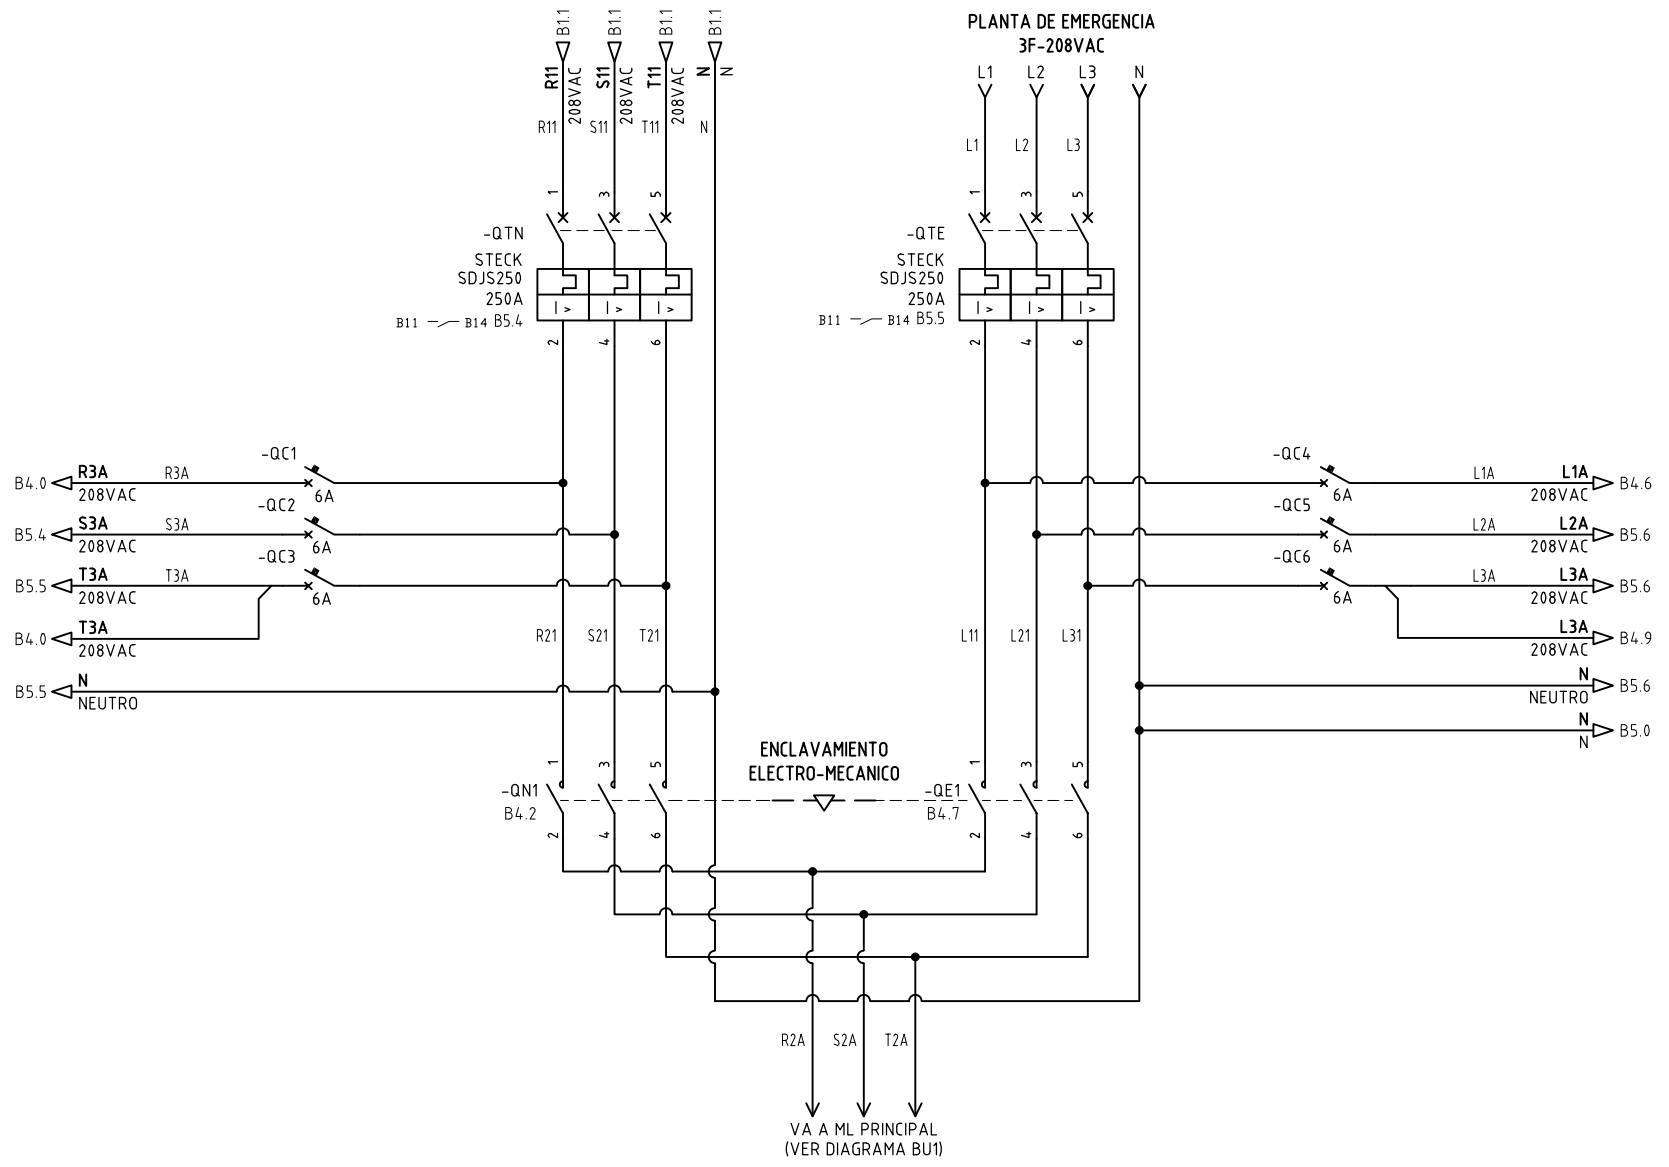 B1.1
B1.1
B1.1
B1.1
R11
208VAC
S11
208VAC
T11
208VAC
N
N
R11
S11
T11
N
PLANTA DE EMERGENCIA
3F-208VAC
L1
L2
L3
N
L1
L2
L3
1
3
5
-QTN
STECK
SDJS250
250A
B11
B14
B5.4
I >
I >
I >
2
4
6
1
3
5
-QTE
STECK
SDJS250
250A
B11
B14
B5.5
I >
I >
I >
2
4
6
B4.0
R3A
208VAC
R3A
-QC1
6A
B5.4
S3A
208VAC
S3A
-QC2
6A
B5.5
T3A
208VAC
T3A
-QC3
6A
B4.0
T3A
208VAC
B5.5
N
NEUTRO
R21
S21
T21
L11
L21
L31
-QC4
6A
L1A
L1A
208VAC
B4.6
-QC5
6A
L2A
L2A
208VAC
B5.6
-QC6
6A
L3A
L3A
208VAC
B5.6
L3A
208VAC
B4.9
N
NEUTRO
B5.6
N
N
B5.0
ENCLAVAMIENTO
ELECTRO-MECANICO
1
3
5
-QN1
B4.2
2
4
6
1
3
5
-QE1
B4.7
2
4
6
R2A
S2A
T2A
VA A ML PRINCIPAL
(VER DIAGRAMA BU1)